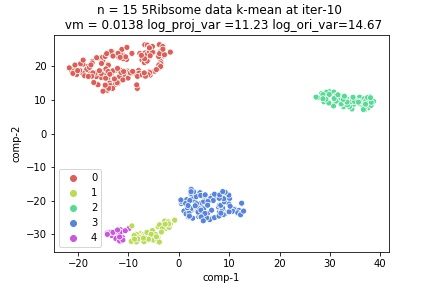 n = 15 5Ribsome data k-mean at iter-10
vm = 0.0138 log_proj_var =11.23 log_ori_var=14.67
20
10
0
−10
−20
−30
comp-2
0
1
2
3
4
−20 −10 0 10 20 30 40
comp-1